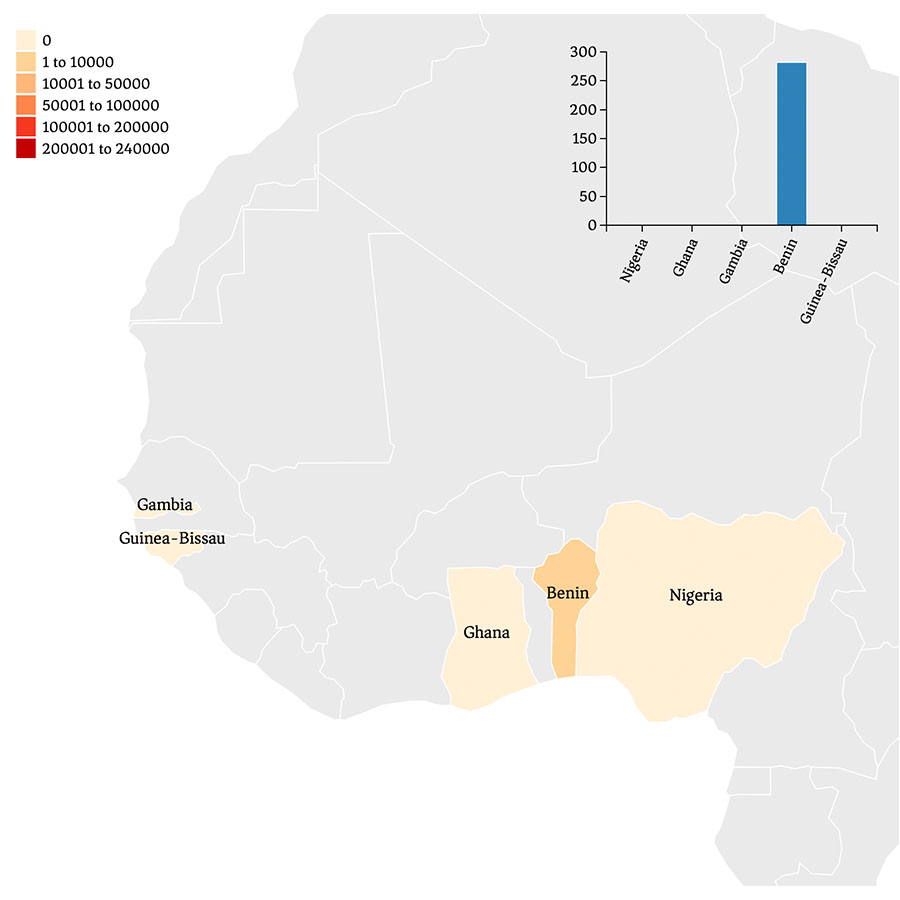 0
1 to 10000
10001 to 50000
50001 to 100000
100001 to 200000
200001 to 240000
300
250
200
150
100
50
0
Nigeria
Ghana
Gambia
Benin
Guinea-Bissau
Gambia
Guinea-Bissau
Benin
Nigeria
Ghana